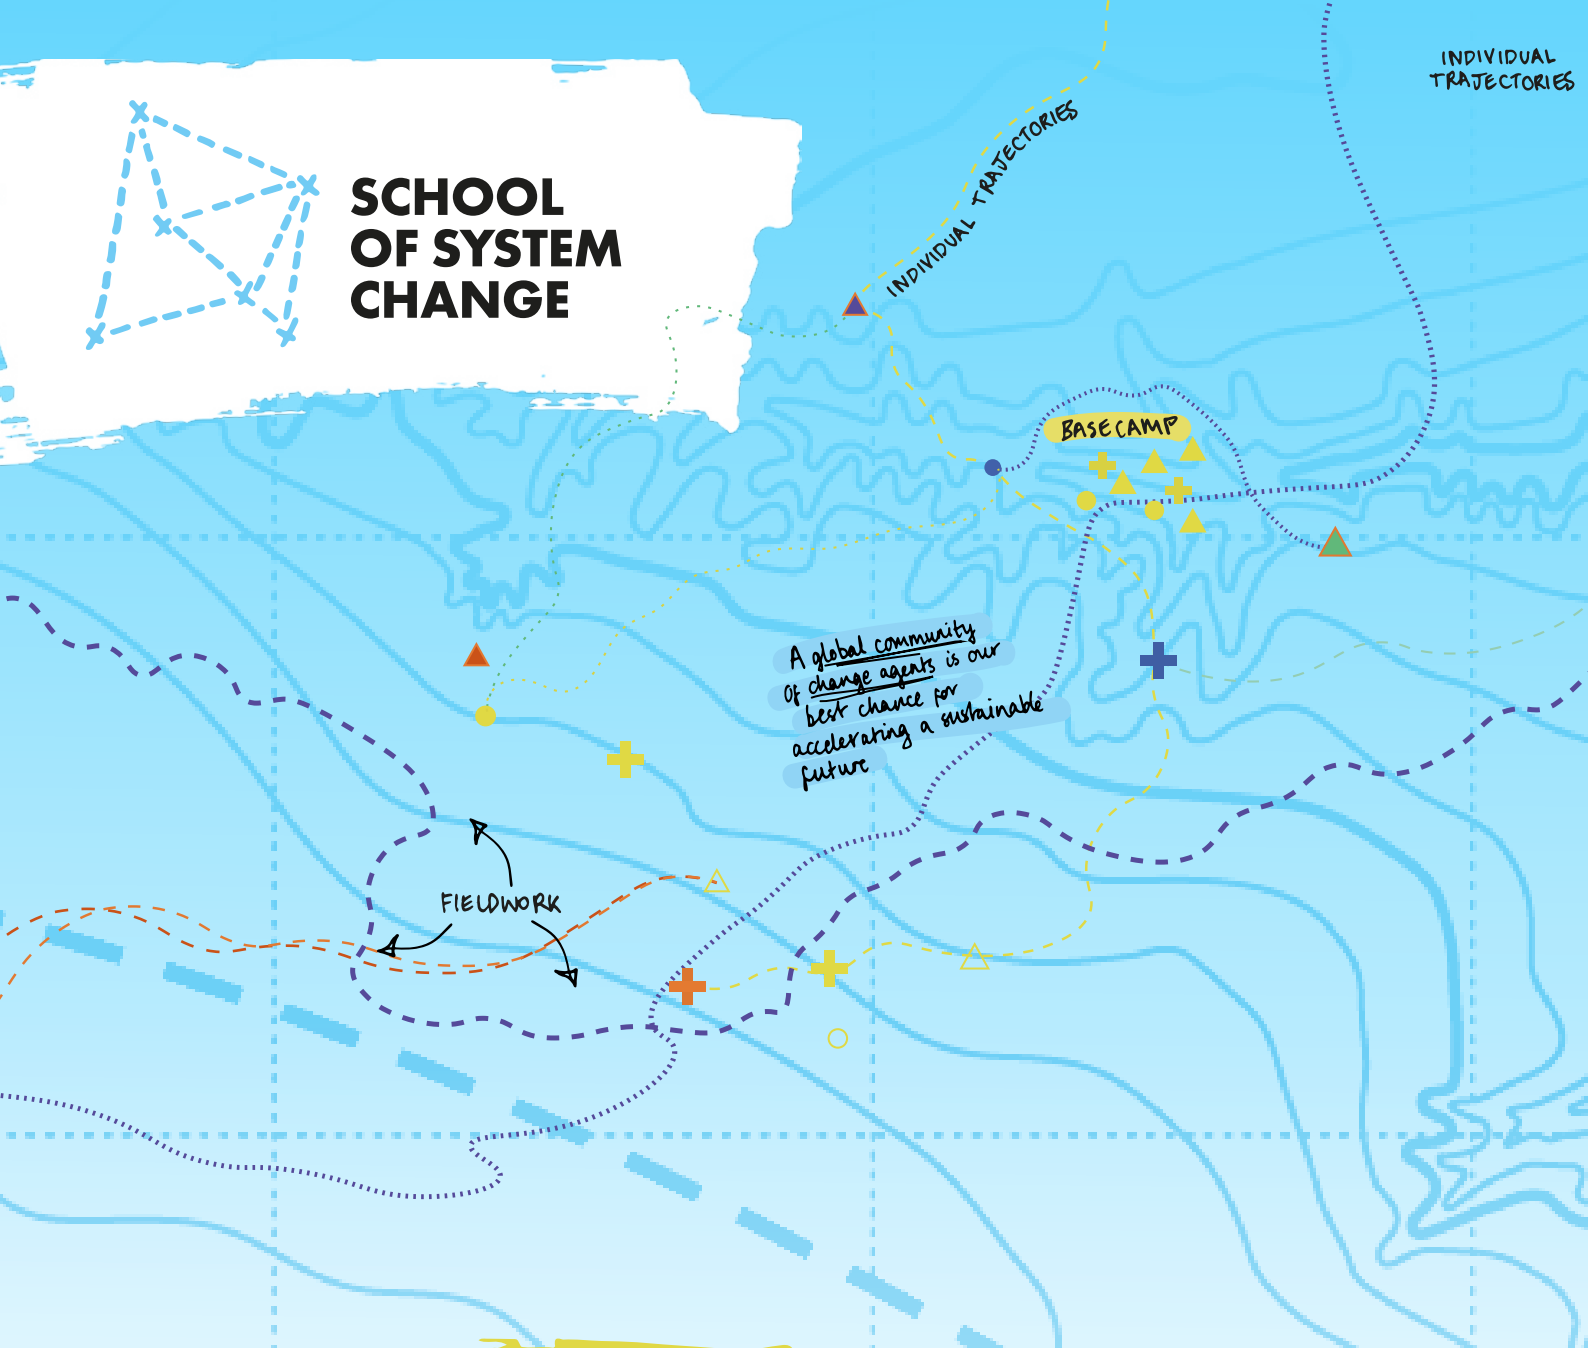 SCHOOL
OF SYSTEM
CHANGE
INDIVIDUAL TRAJECTORIES
INDIVIDUAL
TRAJECTORIES
BASECAMP
A global community
of change agents is our
best chance for
accelerating a sustainable
future
FIELDWORK